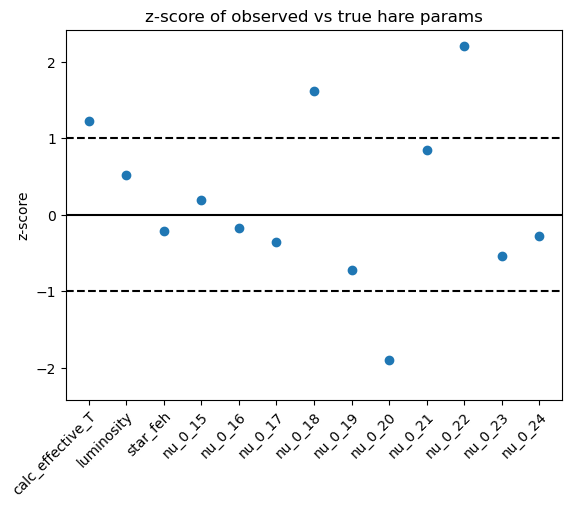 z-score of observed vs true hare params
z-score
2
1
0
−1
−2
calc_effective_T
luminosity
star_feh
nu_0_15
nu_0_16
nu_0_17
nu_0_18
nu_0_19
nu_0_20
nu_0_21
nu_0_22
nu_0_23
nu_0_24